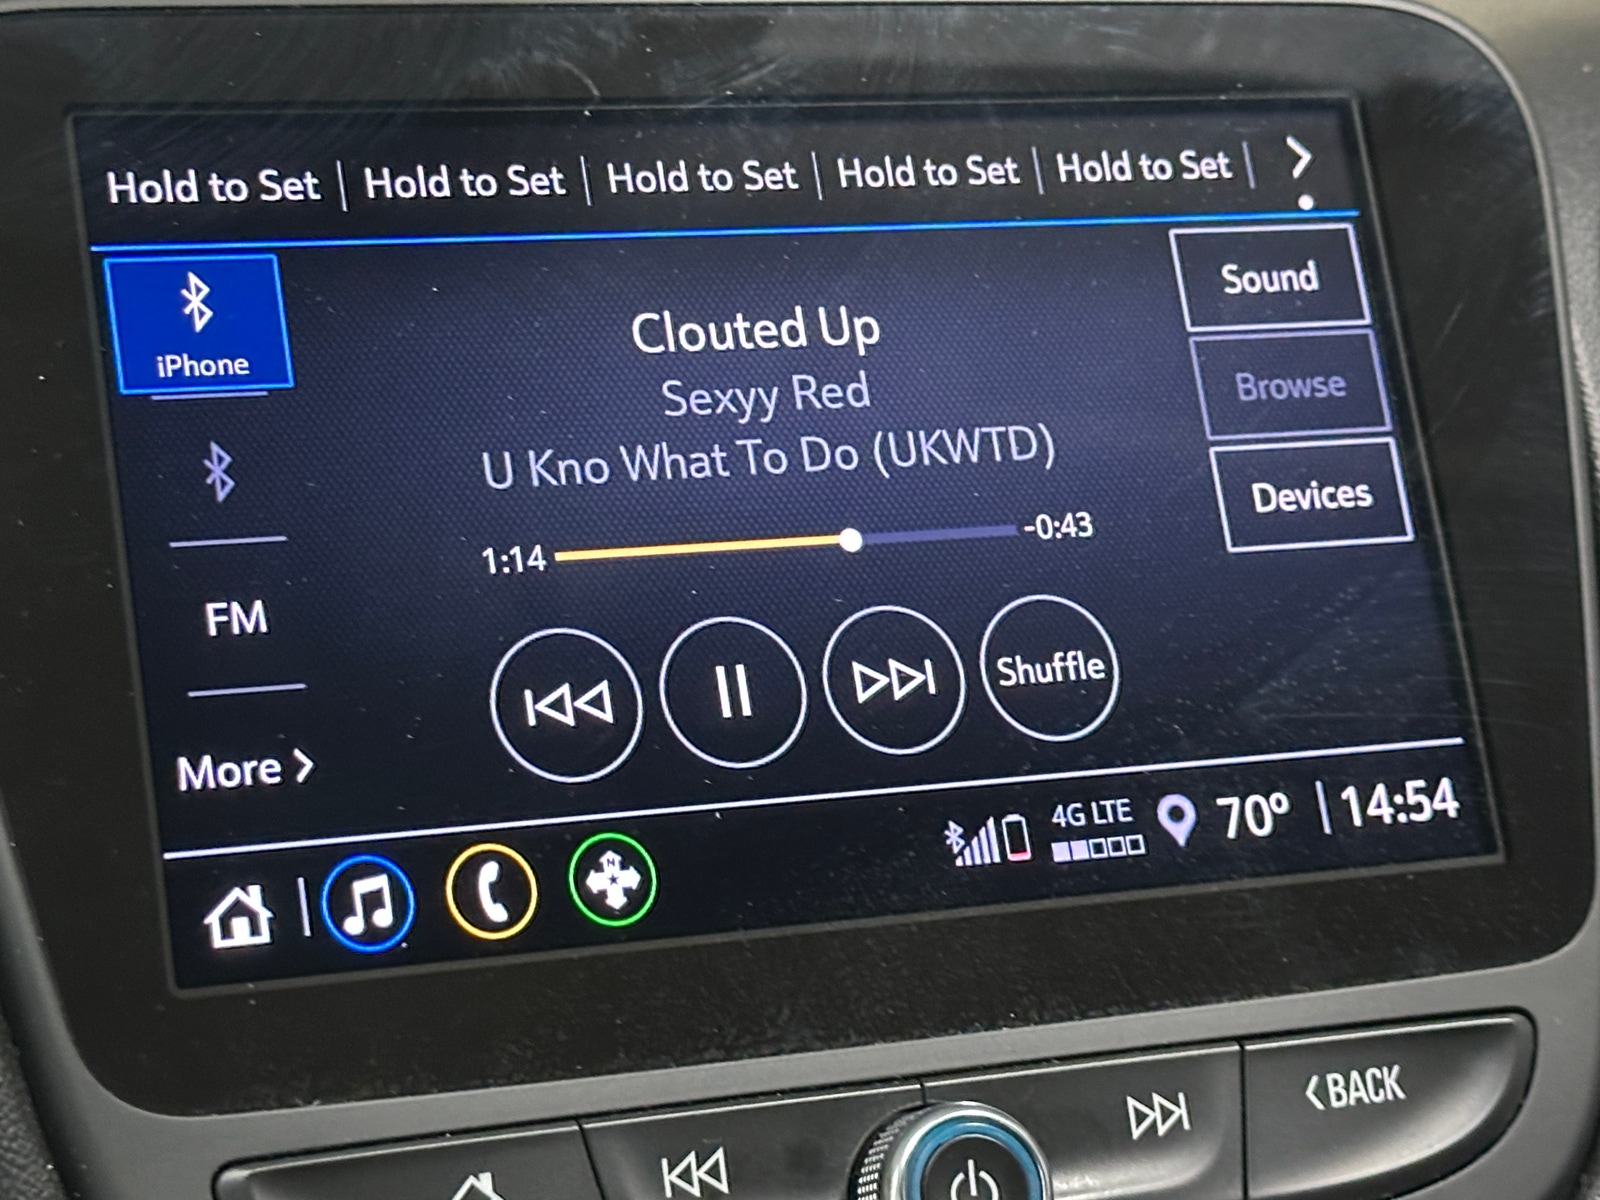 Hold to Set | Hold to Set | Hold to Set | Hold to Set | Hold to Set |
iPhone
FM
More
Clouted Up
Sexyy Red
U Kno What To Do (UKWTD)
1:14
-0:43
Shuffle
Sound
Browse
Devices
N
4G LTE
70° | 14:54
BACK